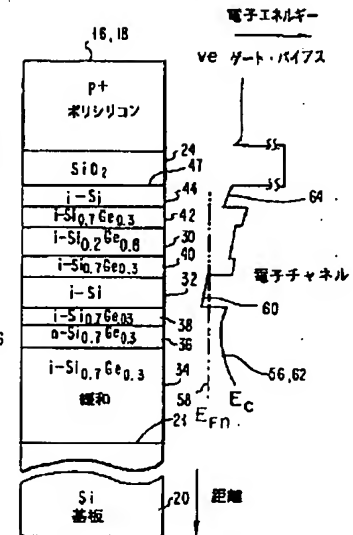 電子エネルギー
16,18
ve ゲート・バイアス
P+
ポリシリコン
24
SiO2
47
i-Si
44
64
i-Si0.7Ge0.3
42
i-Si0.2Ge0.8
30
i-Si0.7Ge0.3
40
電子チャネル
i-Si
32
60
i-Si0.7Ge0.3
38
n-Si0.7Ge0.3
36
56,62
i-Si0.7Ge0.3
34
緩和
58
EFn
EC
21
Si
基板
20
距離
6